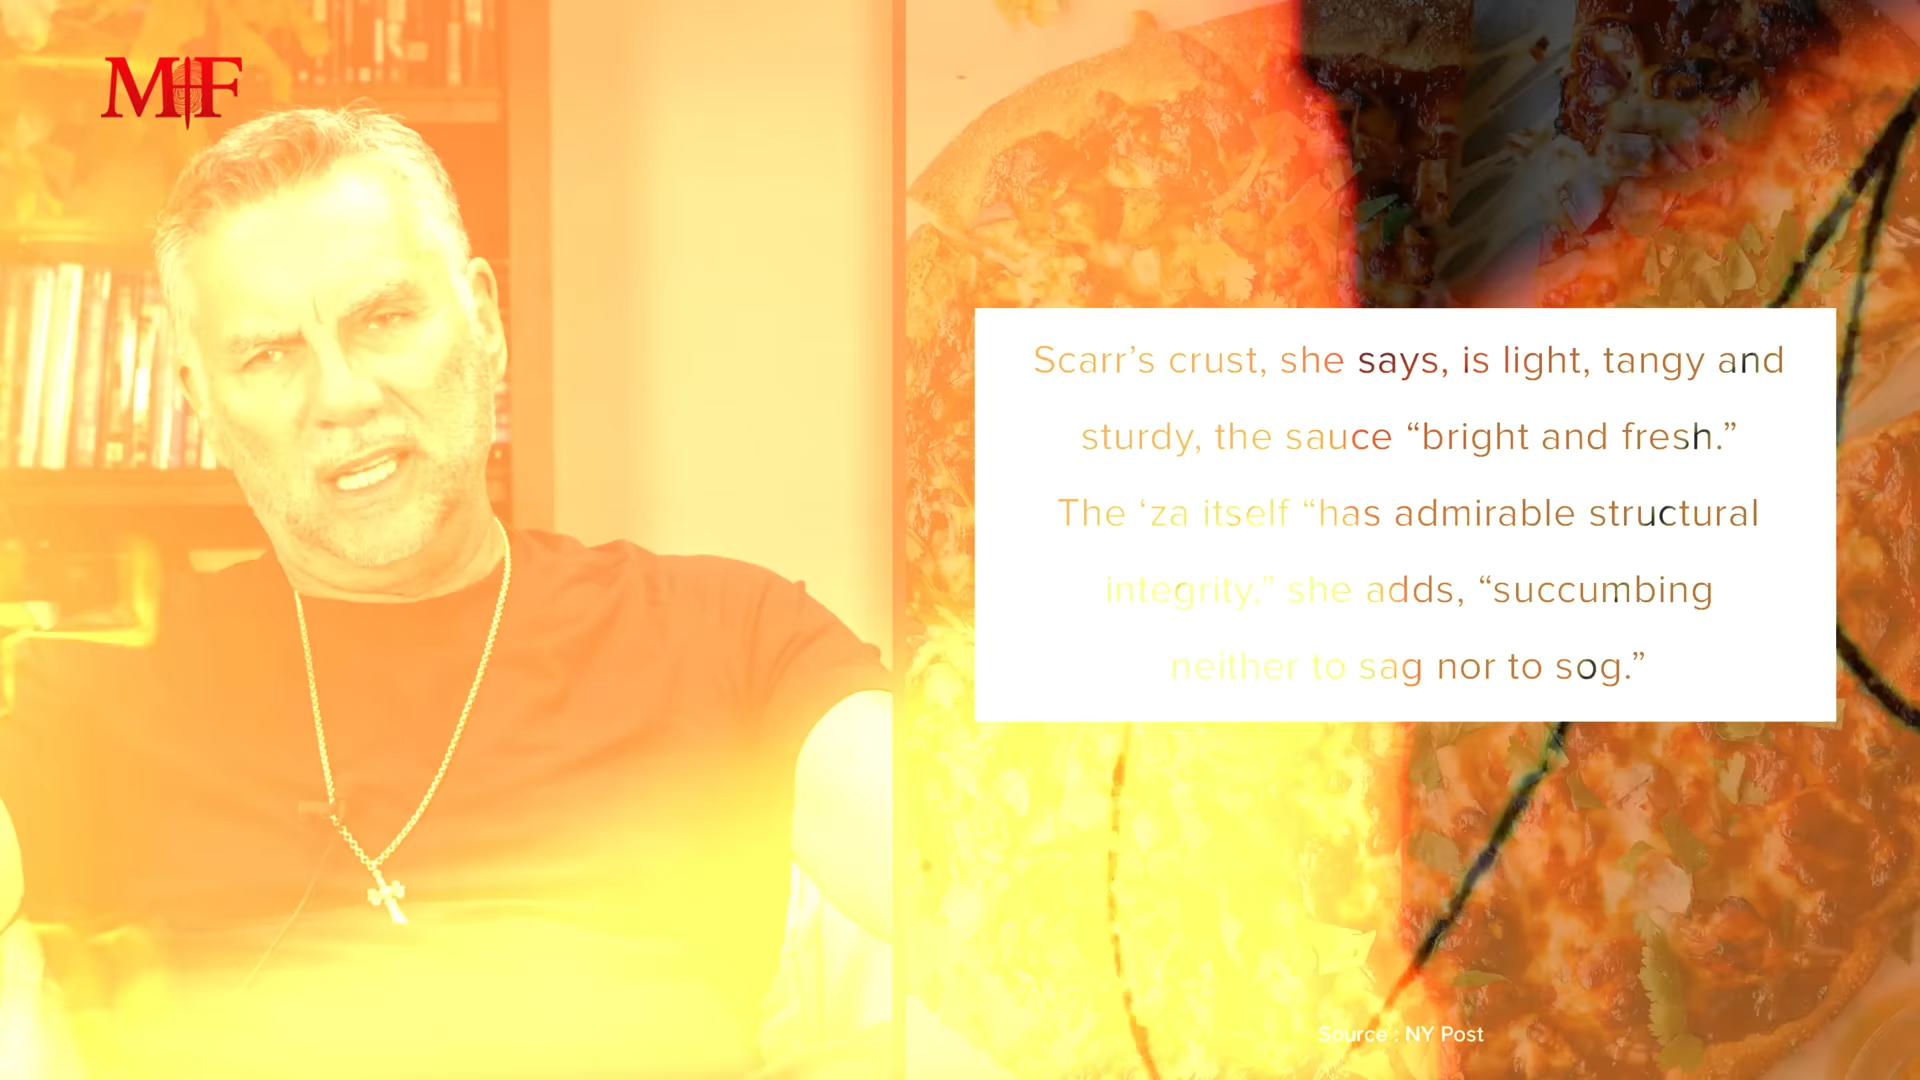 MF
Scarr’s crust, she says, is light, tangy and
sturdy, the sauce “bright and fresh.”
The ‘za itself “has admirable structural
integrity,” she adds, “succumbing
neither to sag nor to sog.”
Source : NY Post